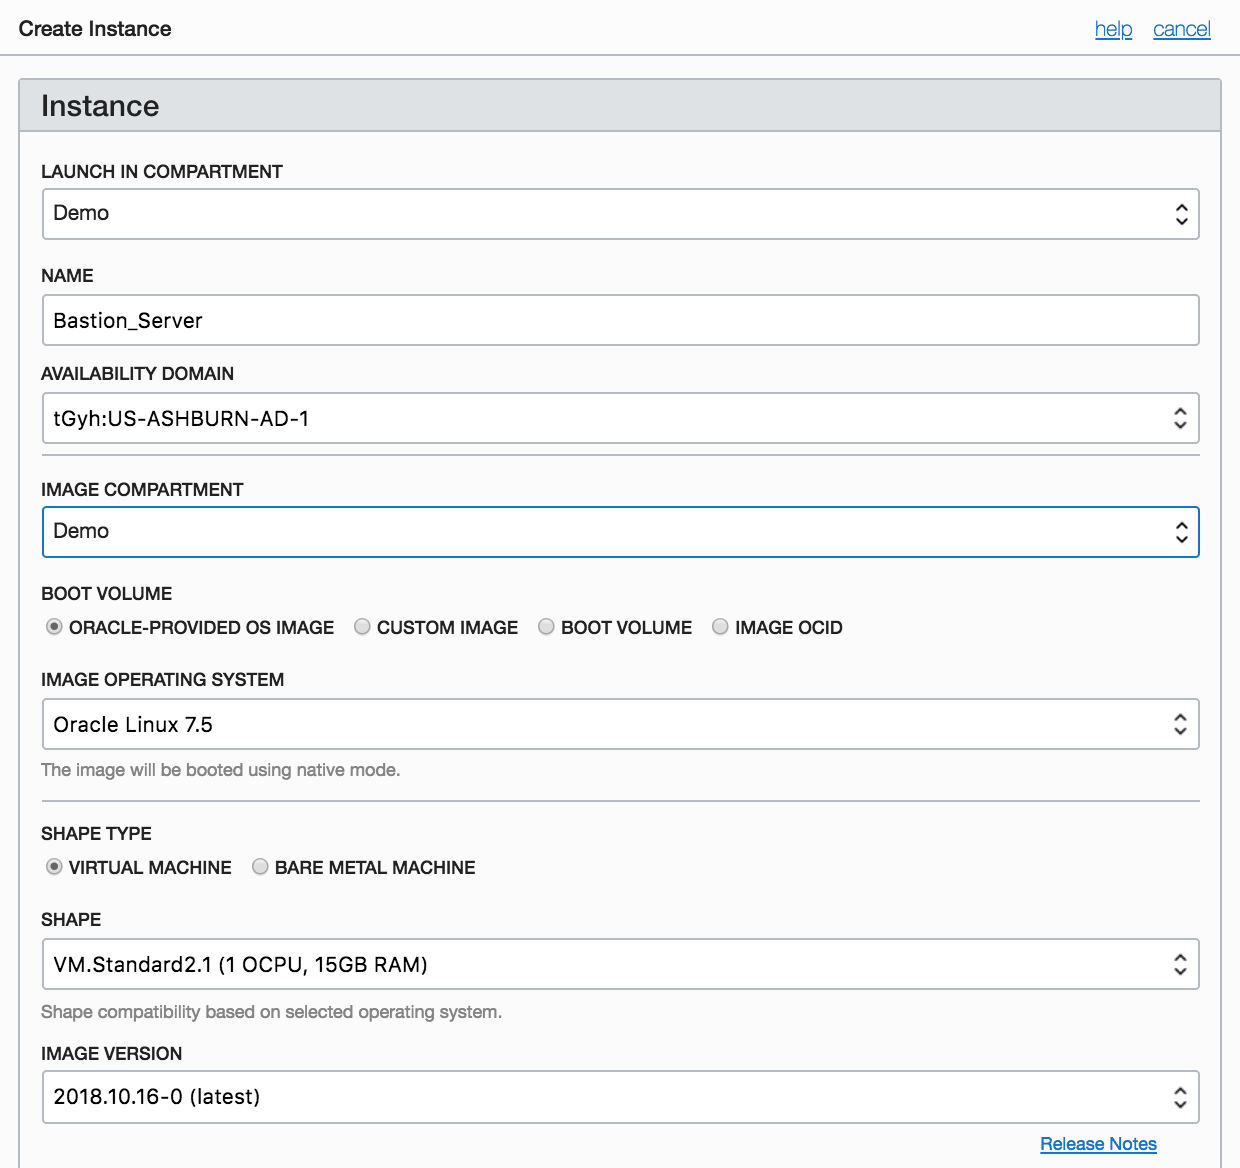 Create Instance help cancel
Instance
LAUNCH IN COMPARTMENT
Demo
NAME
Bastion_Server
AVAILABILITY DOMAIN
tGyh:US-ASHBURN-AD-1
IMAGE COMPARTMENT
Demo
BOOT VOLUME
ORACLE-PROVIDED OS IMAGE CUSTOM IMAGE BOOT VOLUME IMAGE OCID
IMAGE OPERATING SYSTEM
Oracle Linux 7.5
The image will be booted using native mode.
SHAPE TYPE
VIRTUAL MACHINE BARE METAL MACHINE
SHAPE
VM.Standard2.1 (1 OCPU, 15GB RAM)
Shape compatibility based on selected operating system.
IMAGE VERSION
2018.10.16-0 (latest)
Release Notes